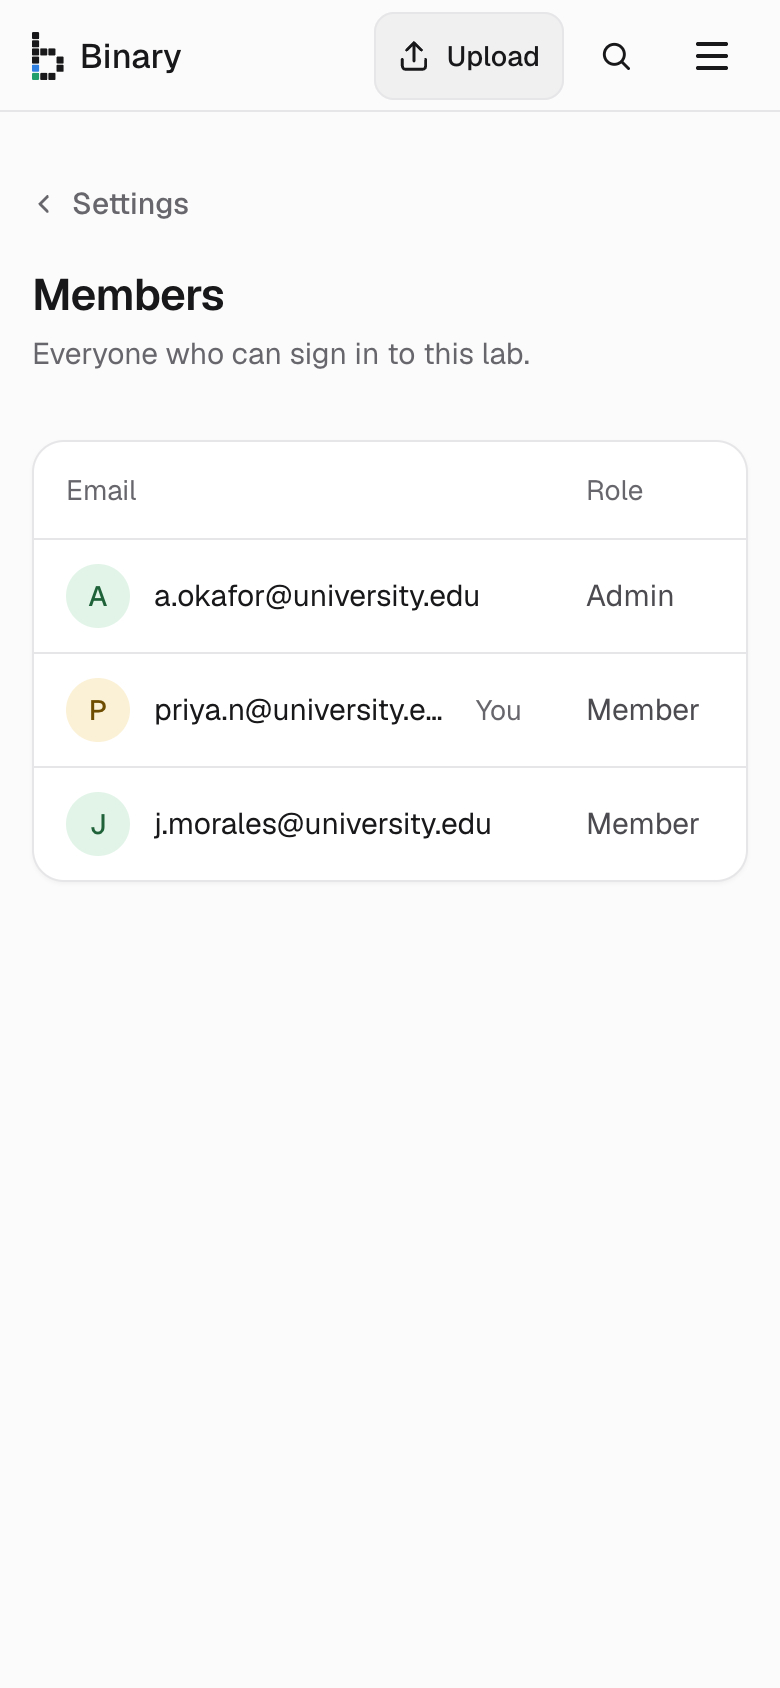 Binary
Upload
Settings
Members
Everyone who can sign in to this lab.
Email Role
A a.okafor@university.edu Admin
P priya.n@university.e... You Member
J j.morales@university.edu Member